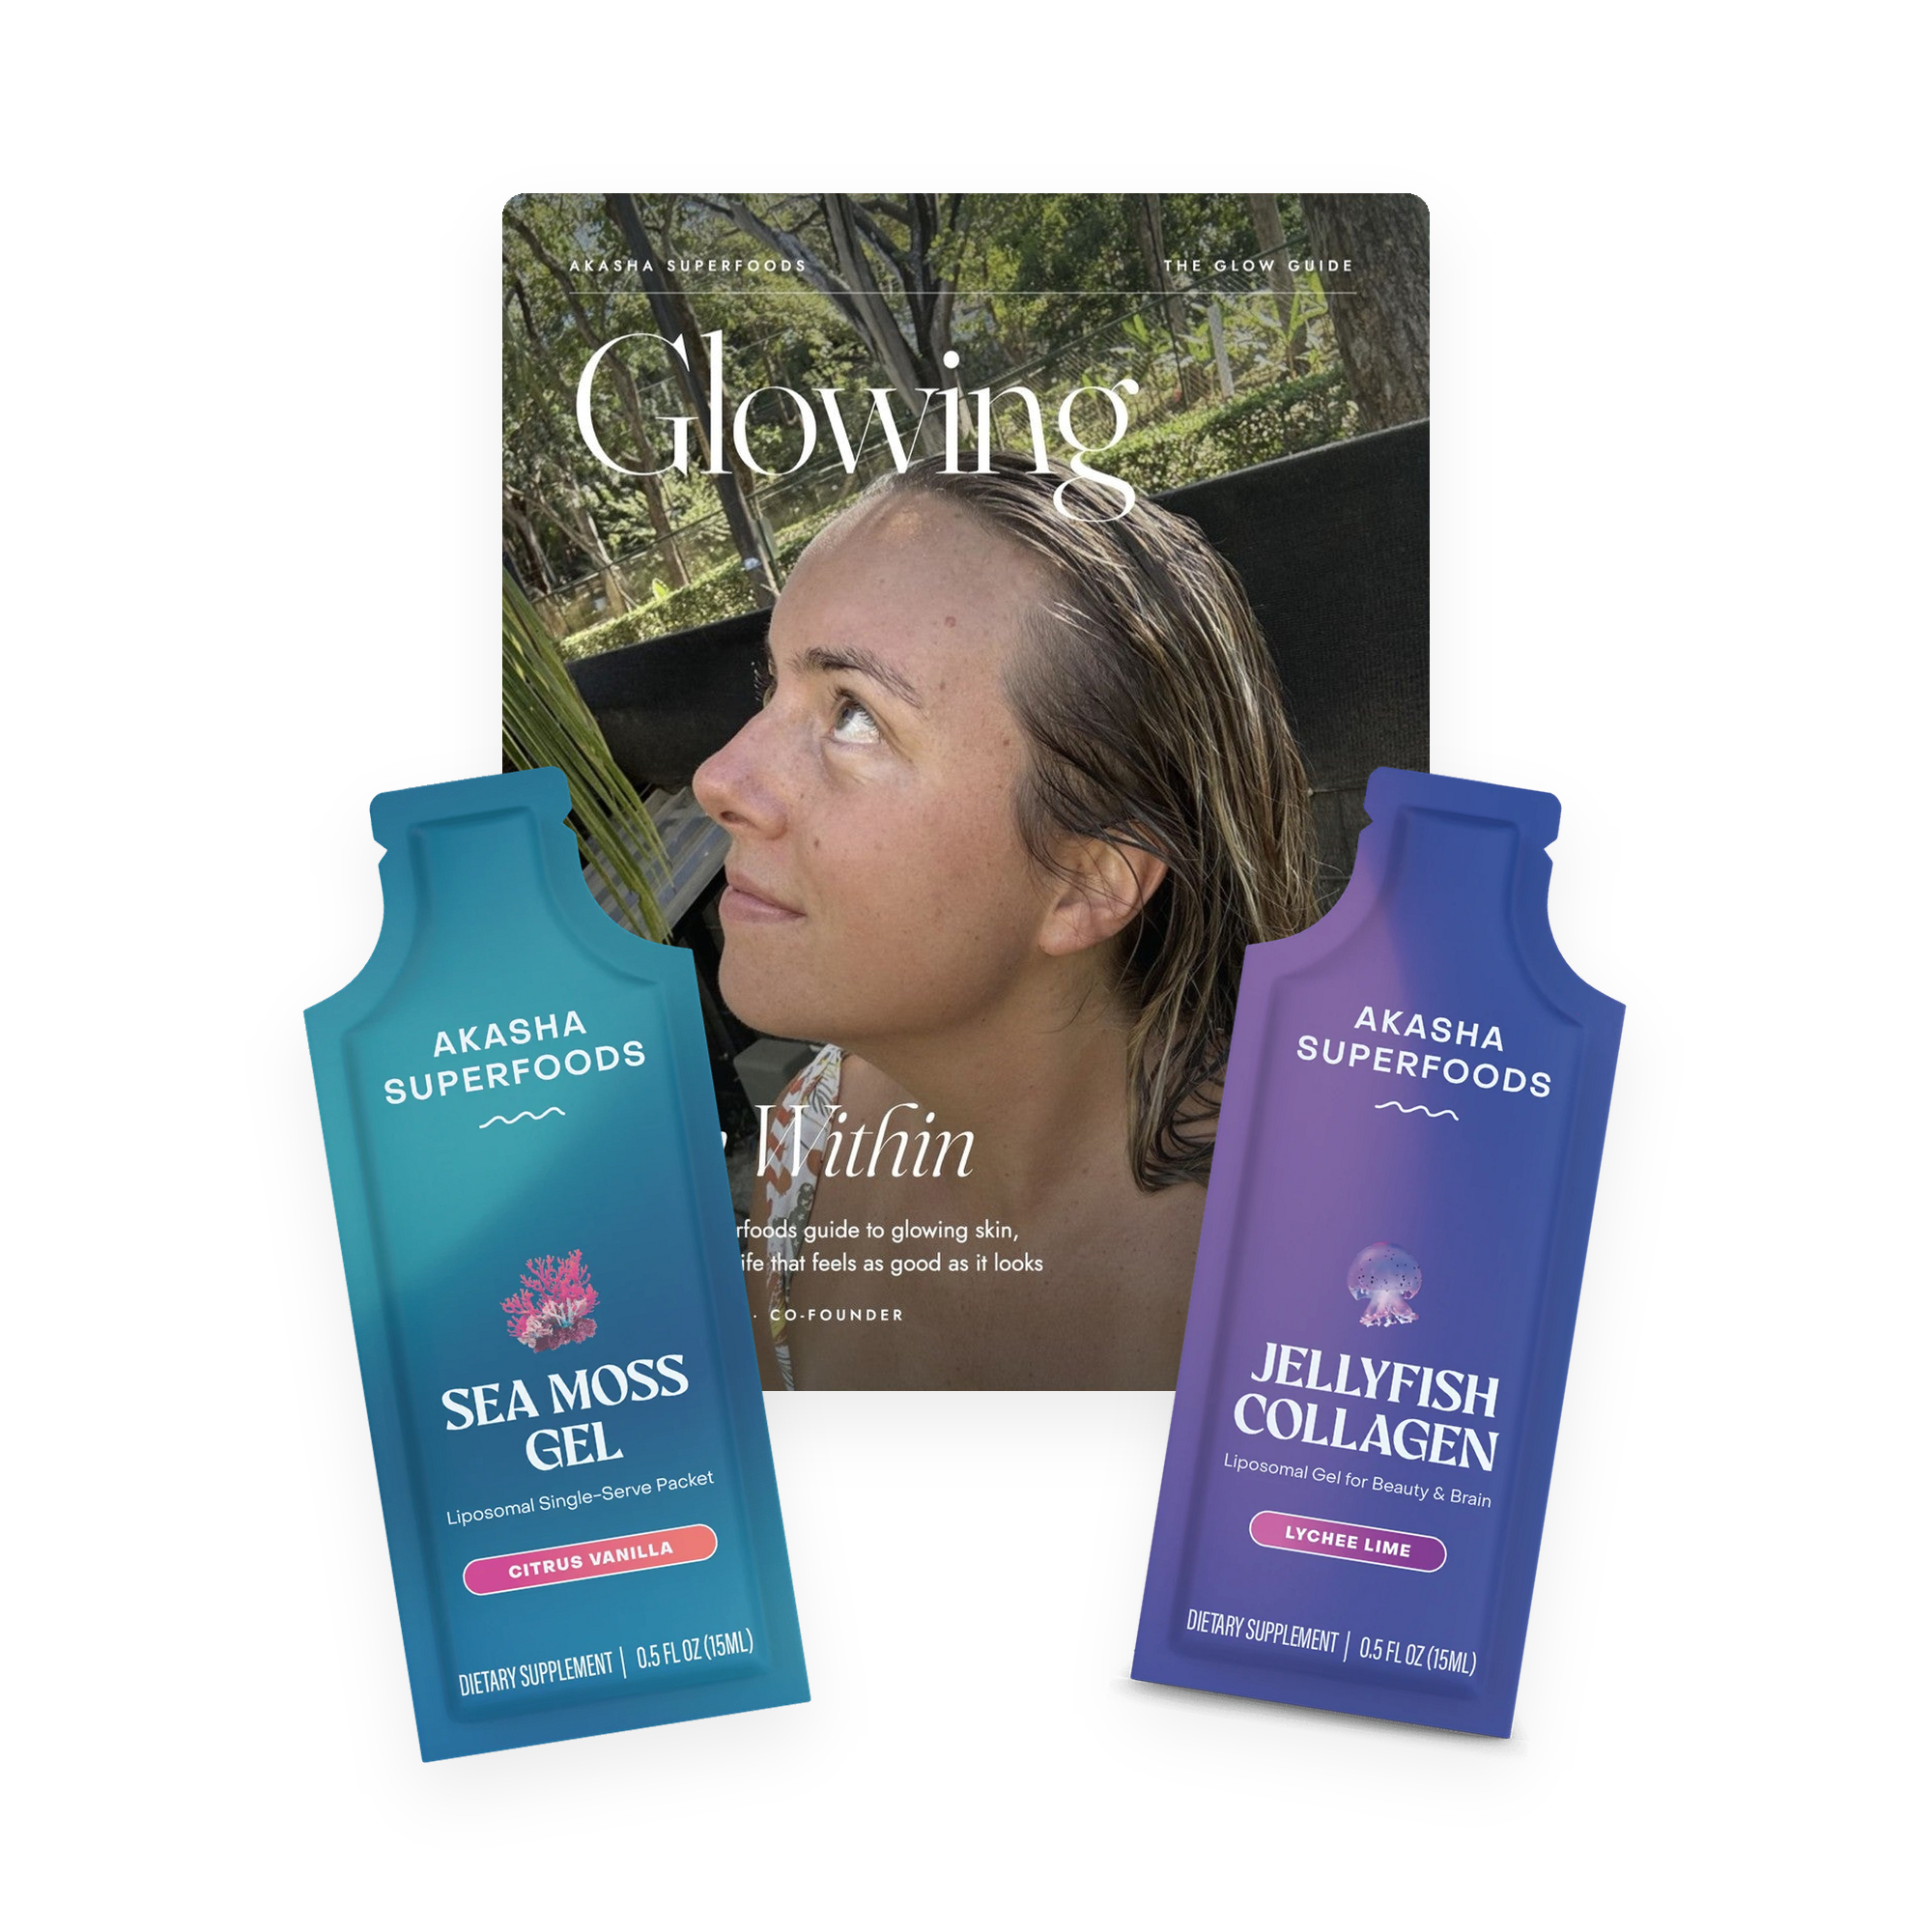 AKASHA SUPERFOODS
THE GLOW GUIDE
Glowing
Within
guide to glowing skin,
that feels as good as it looks
· CO-FOUNDER
AKASHA
SUPERFOODS
SEA MOSS
GEL
Liposomal Single-Serve Packet
CITRUS VANILLA
DIETARY SUPPLEMENT | 0.5 FL OZ (15ML)
AKASHA
SUPERFOODS
JELLYFISH
COLLAGEN
Liposomal Gel for Beauty & Brain
LYCHEE LIME
DIETARY SUPPLEMENT | 0.5 FL OZ (15ML)